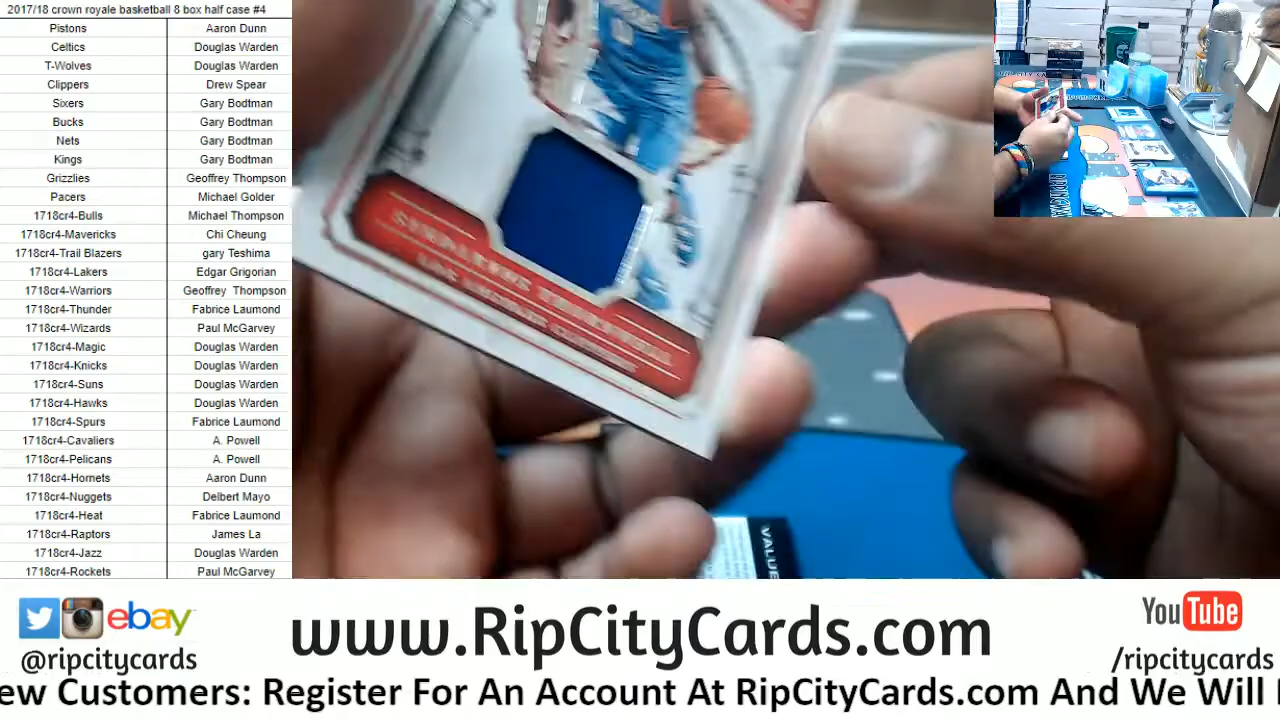 2017/18 crown royale basketball 8 box half case #4
Pistons Aaron Dunn
Celtics Douglas Warden
T-Wolves Douglas Warden
Clippers Drew Spear
Sixers Gary Bodtman
Bucks Gary Bodtman
Nets Gary Bodtman
Kings Gary Bodtman
Grizzlies Geoffrey Thompson
Pacers Michael Golder
1718cr4-Bulls Michael Thompson
1718cr4-Mavericks Chi Cheung
1718cr4-Trail Blazers gary Teshima
1718cr4-Lakers Edgar Grigorian
1718cr4-Warriors Geoffrey Thompson
1718cr4-Thunder Fabrice Laumond
1718cr4-Wizards Paul McGarvey
1718cr4-Magic Douglas Warden
1718cr4-Knicks Douglas Warden
1718cr4-Suns Douglas Warden
1718cr4-Hawks Douglas Warden
1718cr4-Spurs Fabrice Laumond
1718cr4-Cavaliers A. Powell
1718cr4-Pelicans A. Powell
1718cr4-Hornets Aaron Dunn
1718cr4-Nuggets Delbert Mayo
1718cr4-Heat Fabrice Laumond
1718cr4-Raptors James La
1718cr4-Jazz Douglas Warden
1718cr4-Rockets Paul McGarvey
SINDARIUS THORNWELL
LOS ANGELES CLIPPERS
VALUE
ebay
@ripcitycards
www.RipCityCards.com
YouTube
/ripcitycards
ew Customers: Register For An Account At RipCityCards.com And We Will